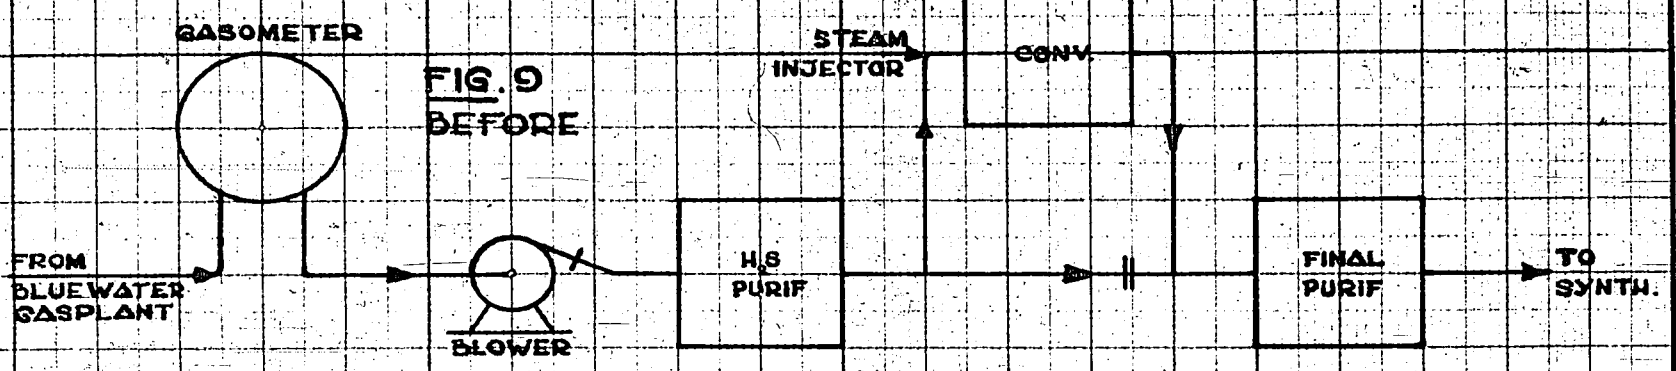 GASOMETER
FIG. 9
BEFORE
STEAM
INJECTOR
CONV.
FROM
BLUEWATER
GASPLANT
BLOWER
H2S
PURIF
FINAL
PURIF
TO
SYNTH.